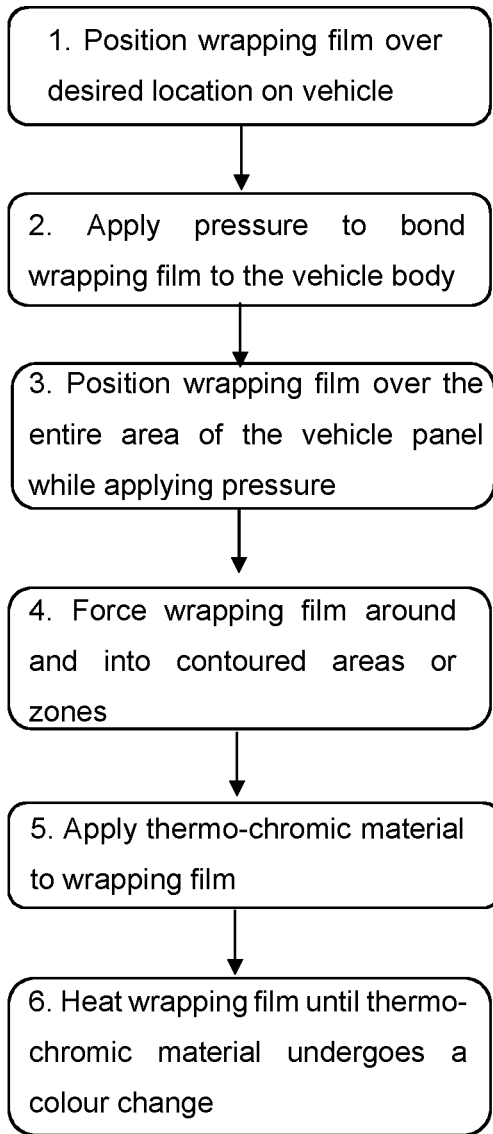 1. Position wrapping film over
desired location on vehicle
2. Apply pressure to bond
wrapping film to the vehicle body
3. Position wrapping film over the
entire area of the vehicle panel
while applying pressure
4. Force wrapping film around
and into contoured areas or
zones
5. Apply thermo-chromic material
to wrapping film
6. Heat wrapping film until thermo-
chromic material undergoes a
colour change